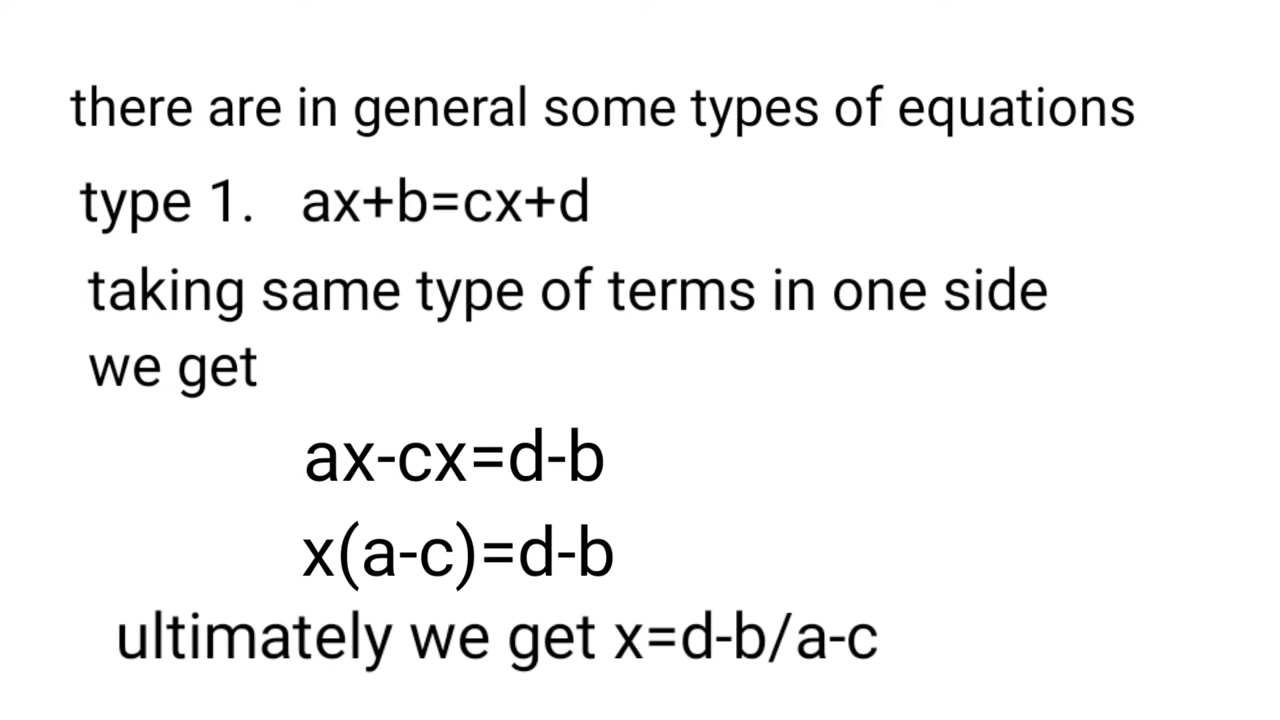 there are in general some types of equations
type 1. ax+b=cx+d
taking same type of terms in one side
we get
ax-cx=d-b
x(a-c)=d-b
ultimately we get x=d-b/a-c